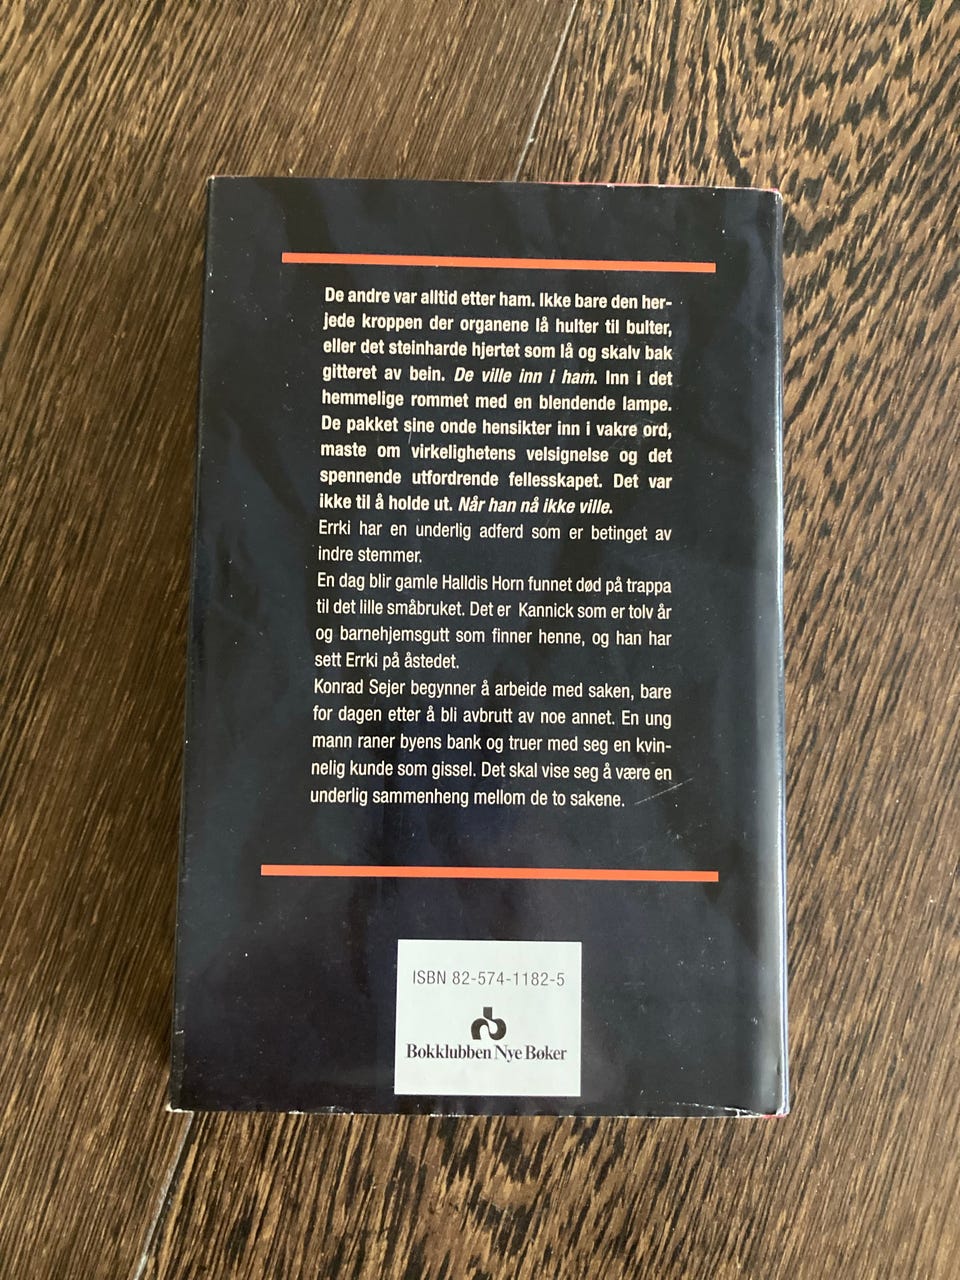 De andre var alltid etter ham. Ikke bare den her-
jede kroppen der organene lå hulter til bulter,
eller det steinharde hjertet som lå og skalv bak
gitteret av bein. De ville inn i ham. Inn i det
hemmelige rommet med en blendende lampe.
De pakket sine onde hensikter inn i vakre ord,
maste om virkelighetens velsignelse og det
spennende utfordrende fellesskapet. Det var
ikke til å holde ut. Når han nå ikke ville.
Errki har en underlig adferd som er betinget av
indre stemmer.
En dag blir gamle Halldis Horn funnet død på trappa
til det lille småbruket. Det er Kannick som er tolv år
og barnehjemsgutt som finner henne, og han har
sett Errki på åstedet.
Konrad Sejer begynner å arbeide med saken, bare
for dagen etter å bli avbrutt av noe annet. En ung
mann raner byens bank og truer med seg en kvin-
nelig kunde som gissel. Det skal vise seg å være en
underlig sammenheng mellom de to sakene.
ISBN 82-574-1182-5
Bokklubben Nye Bøker